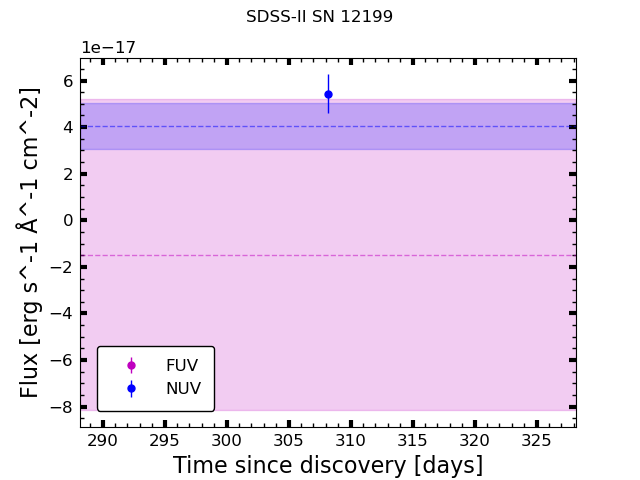 SDSS-II SN 12199
1e−17
6
4
2
0
−2
−4
−6
−8
Flux [erg s^-1 Å^-1 cm^-2]
FUV
NUV
290 295 300 305 310 315 320 325
Time since discovery [days]